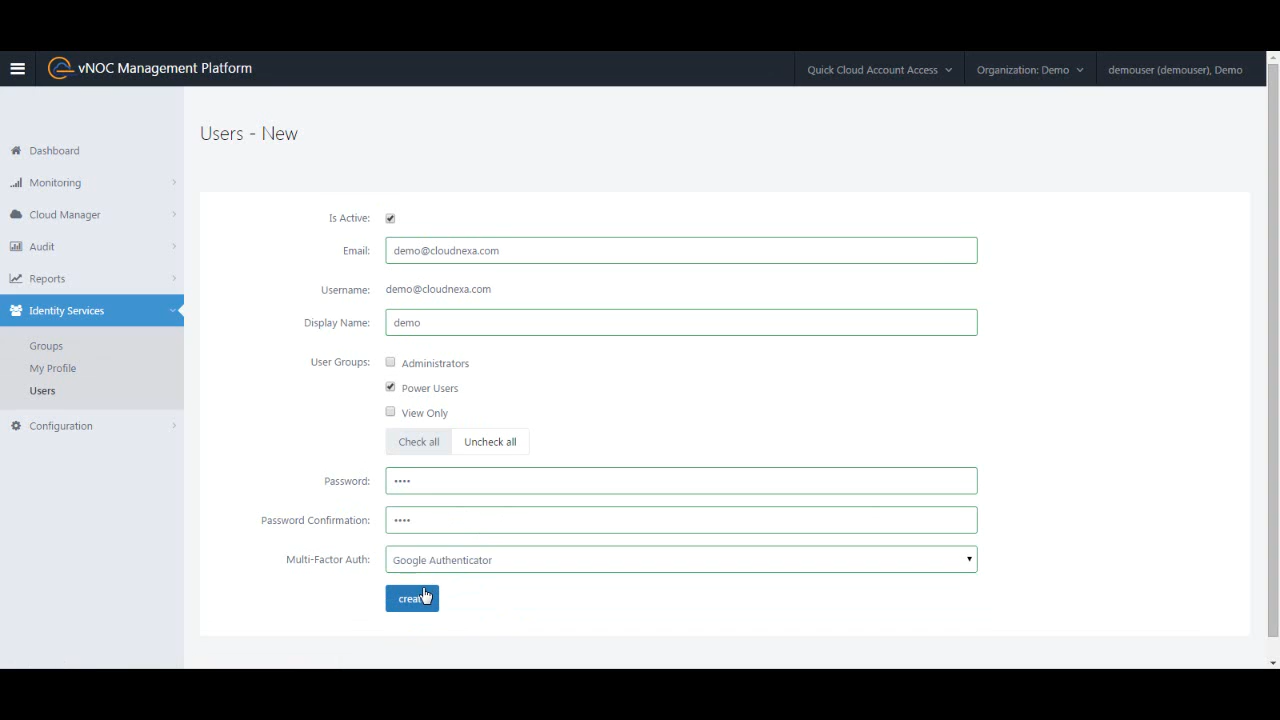 vNOC Management Platform
Quick Cloud Account Access
Organization: Demo
demouser (demouser), Demo
Dashboard
Monitoring
Cloud Manager
Audit
Reports
Identity Services
Groups
My Profile
Users
Configuration
Users - New
Is Active:
Email: demo@cloudnexa.com
Username: demo@cloudnexa.com
Display Name: demo
User Groups: Administrators
Power Users
View Only
Check all Uncheck all
Password: ••••
Password Confirmation: ••••
Multi-Factor Auth: Google Authenticator